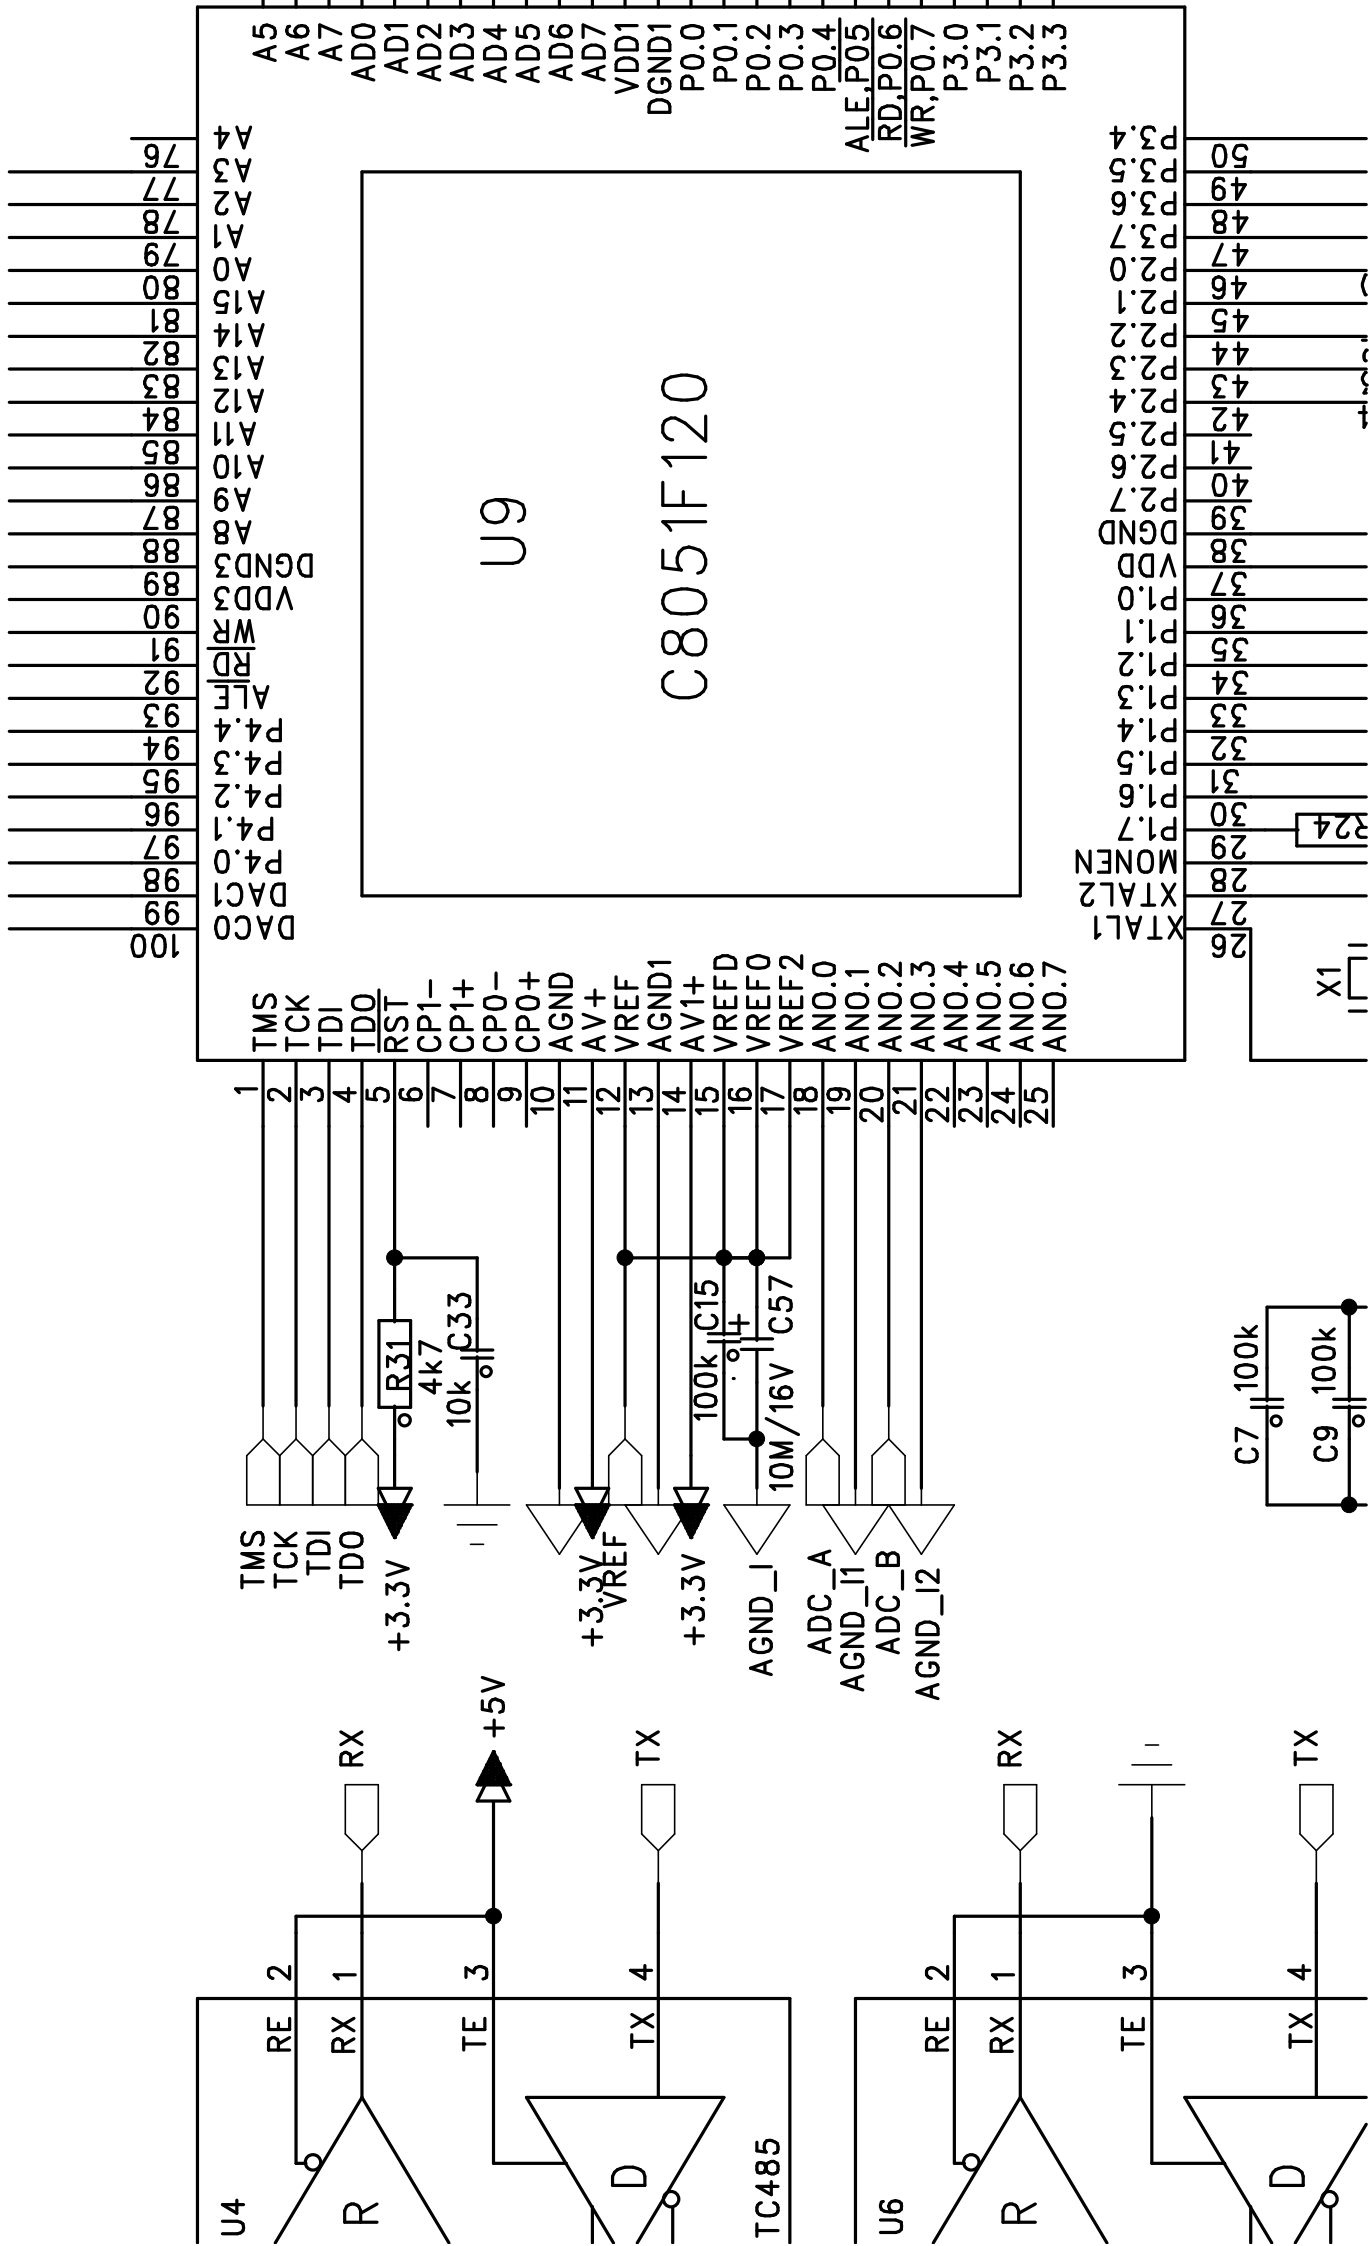 A5
A6
A7
AD0
AD1
AD2
AD3
AD4
AD5
AD6
AD7
VDD1
DGND1
P0.0
P0.1
P0.2
P0.3
P0.4
ALE,P05
RD,P0.6
WR,P0.7
P3.0
P3.1
P3.2
P3.3
76 A4
77 A3
78 A2
79 A1
80 A0
81 A15
82 A14
83 A13
84 A12
85 A11
86 A10
87 A9
88 A8
89 DGND3
90 VDD3
91 WR
92 RD
93 ALE
94 P4.4
95 P4.3
96 P4.2
97 P4.1
98 P4.0
99 DAC1
100 DAC0
P3.4 50
P3.5 49
P3.6 48
P3.7 47
P2.0 46
P2.1 45
P2.2 44
P2.3 43
P2.4 42
P2.5 41
P2.6 40
P2.7 39
DGND 38
VDD 37
P1.0 36
P1.1 35
P1.2 34
P1.3 33
P1.4 32
P1.5 31
P1.6 30
P1.7 29
MONEN 28
XTAL2 27
XTAL1 26
U9
C8051F120
R24
X1
1 TMS
2 TCK
3 TDI
4 TDO
5 RST
6 CP1-
7 CP1+
8 CP0-
9 CP0+
10 AGND
11 AV+
12 VREF
13 AGND1
14 AV1+
15 VREFD
16 VREF0
17 VREF2
18 AN0.0
19 AN0.1
20 AN0.2
21 AN0.3
22 AN0.4
23 AN0.5
24 AN0.6
25 AN0.7
R31
4k7
10k C33
100k C15
+
10M/16V C57
C7 100k
C9 100k
TMS
TCK
TDI
TDO
+3.3V
+3.3V
VREF
+3.3V
AGND_I
ADC_A
AGND_I1
ADC_B
AGND_I2
RX
+5V
TX
RX
TX
2
1
3
4
2
1
3
4
RE
RX
TE
TX
RE
RX
TE
TX
U4
R
D
TC485
U6
R
D